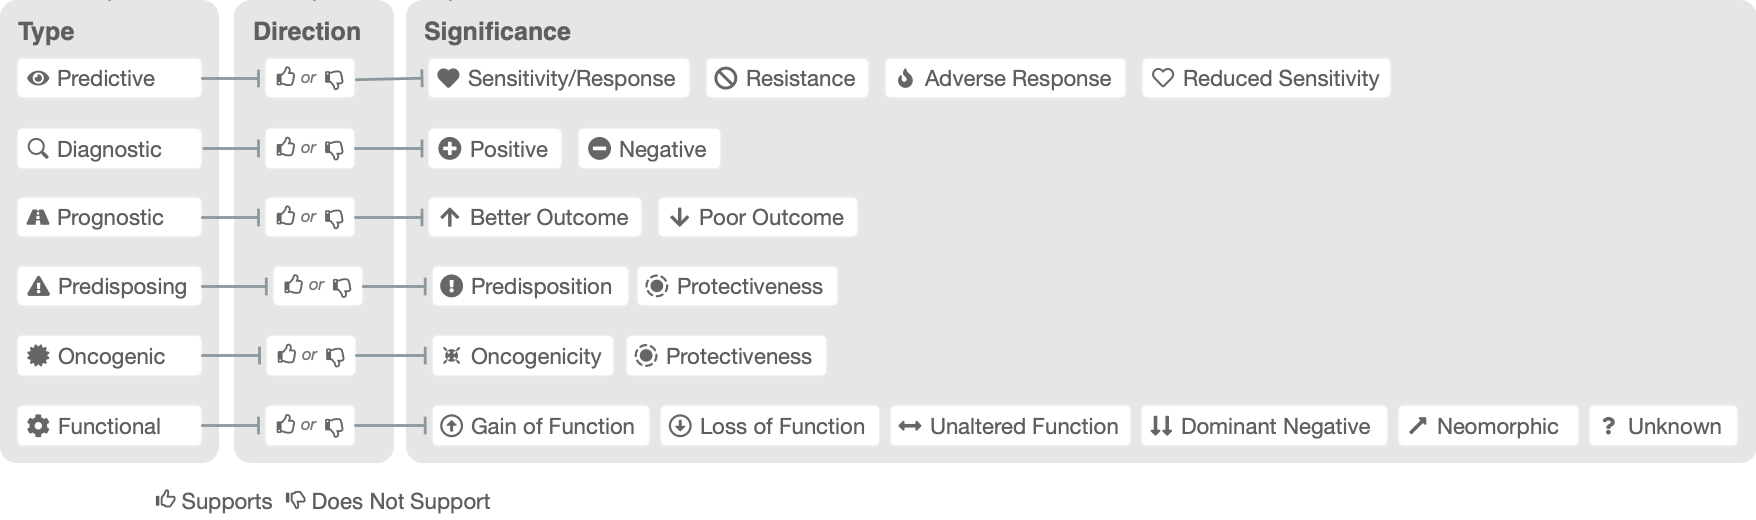 Type Direction Significance
Predictive or Sensitivity/Response Resistance Adverse Response Reduced Sensitivity
Diagnostic or Positive Negative
Prognostic or Better Outcome Poor Outcome
Predisposing or Predisposition Protectiveness
Oncogenic or Oncogenicity Protectiveness
Functional or Gain of Function Loss of Function Unaltered Function Dominant Negative Neomorphic ? Unknown
Supports Does Not Support